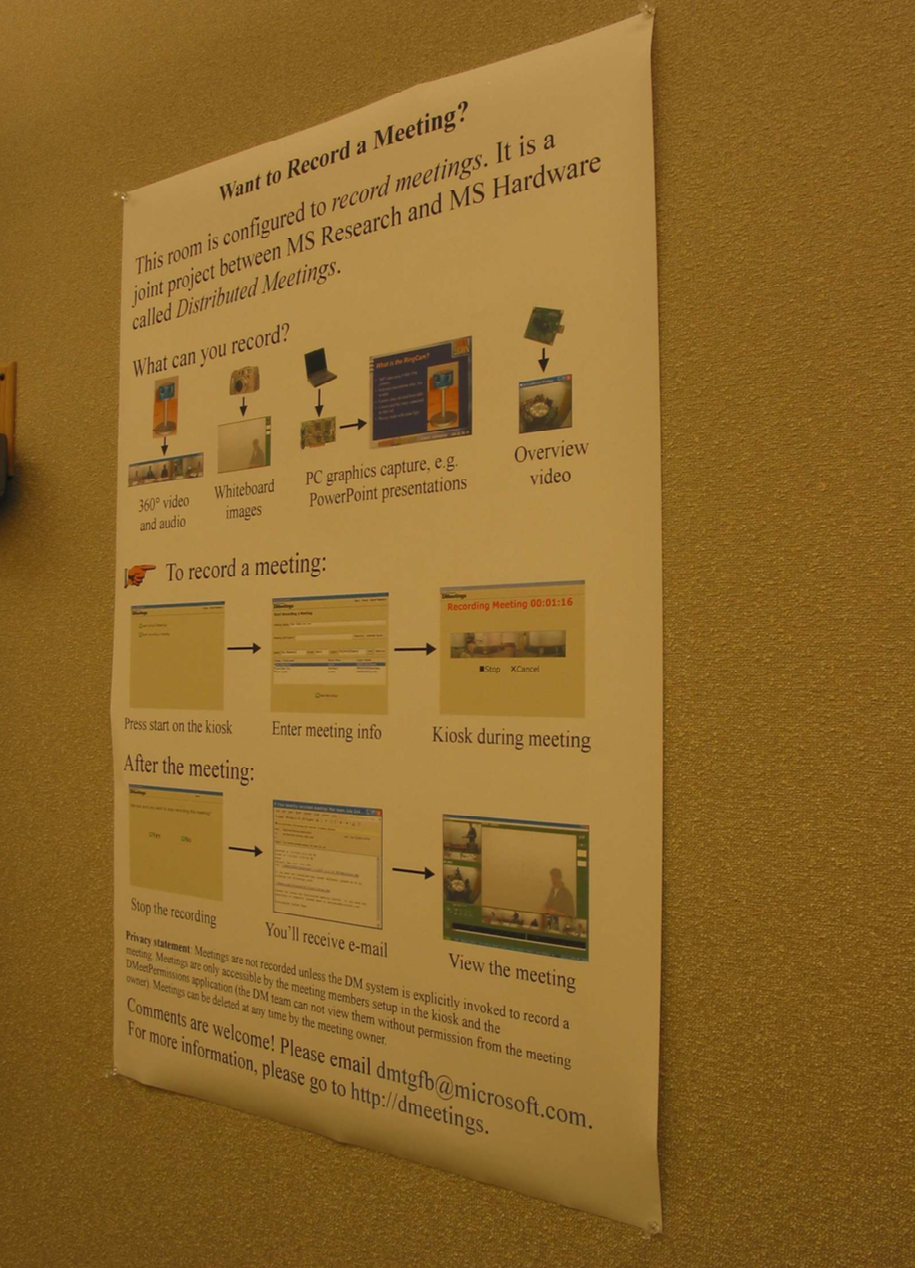 Want to Record a Meeting?
This room is configured to record meetings. It is a
joint project between MS Research and MS Hardware
called Distributed Meetings.
What can you record?
What is the RingCam?
360° video
and audio
Whiteboard
images
PC graphics capture, e.g.
PowerPoint presentations
Overview
video
To record a meeting:
DMeetings
Recording Meeting 00:01:16
Stop XCancel
Press start on the kiosk
Enter meeting info
Kiosk during meeting
After the meeting:
Stop the recording
You'll receive e-mail
View the meeting
Privacy statement: Meetings are not recorded unless the DM system is explicitly invoked to record a
meeting. Meetings are only accessible by the meeting members setup in the kiosk and the
DMeetPermissions application (the DM team can not view them without permission from the meeting
owner). Meetings can be deleted at any time by the meeting owner.
Comments are welcome! Please email dmtgfb@microsoft.com.
For more information, please go to http://dmeetings.